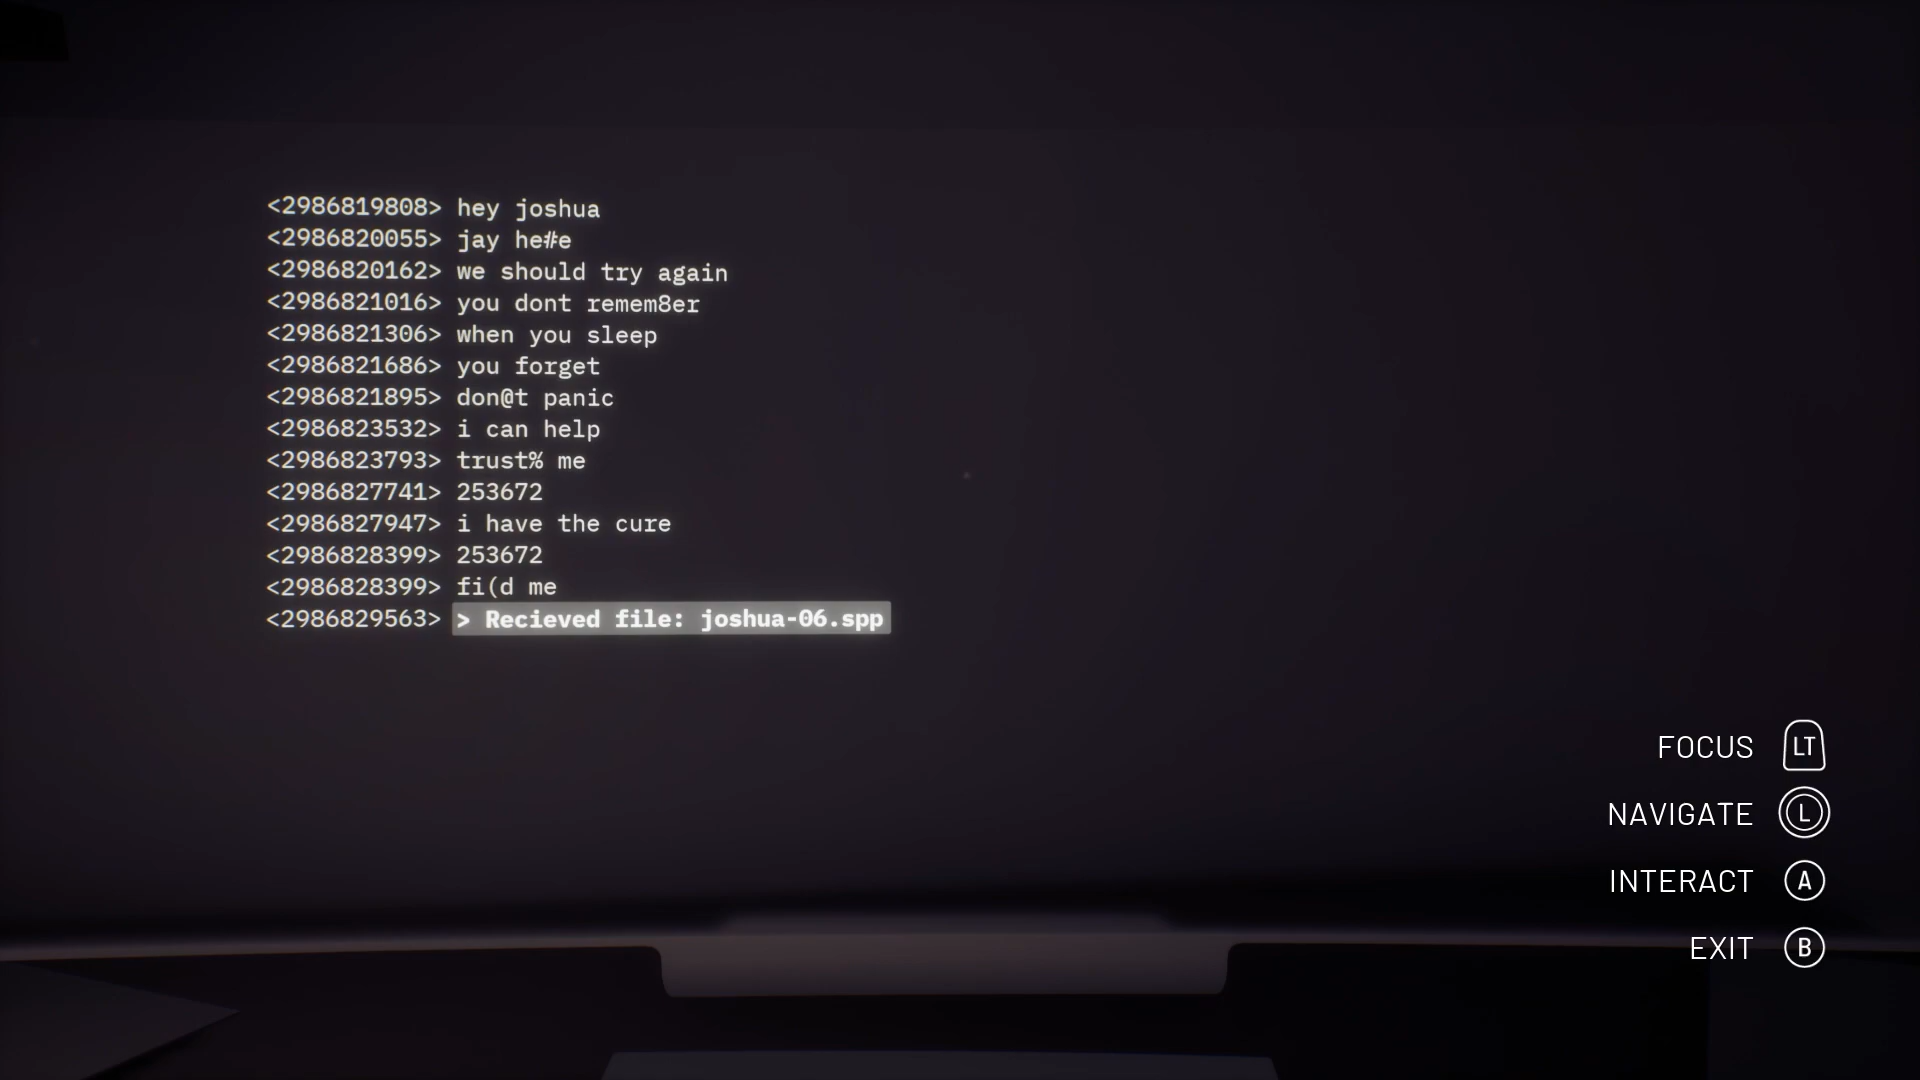 <2986819808> hey joshua
<2986820055> jay he#e
<2986820162> we should try again
<2986821016> you dont remem8er
<2986821306> when you sleep
<2986821686> you forget
<2986821895> don@t panic
<2986823532> i can help
<2986823793> trust% me
<2986827741> 253672
<2986827947> i have the cure
<2986828399> 253672
<2986828399> fi(d me
<2986829563> > Recieved file: joshua-06.spp
FOCUS LT
NAVIGATE L
INTERACT A
EXIT B